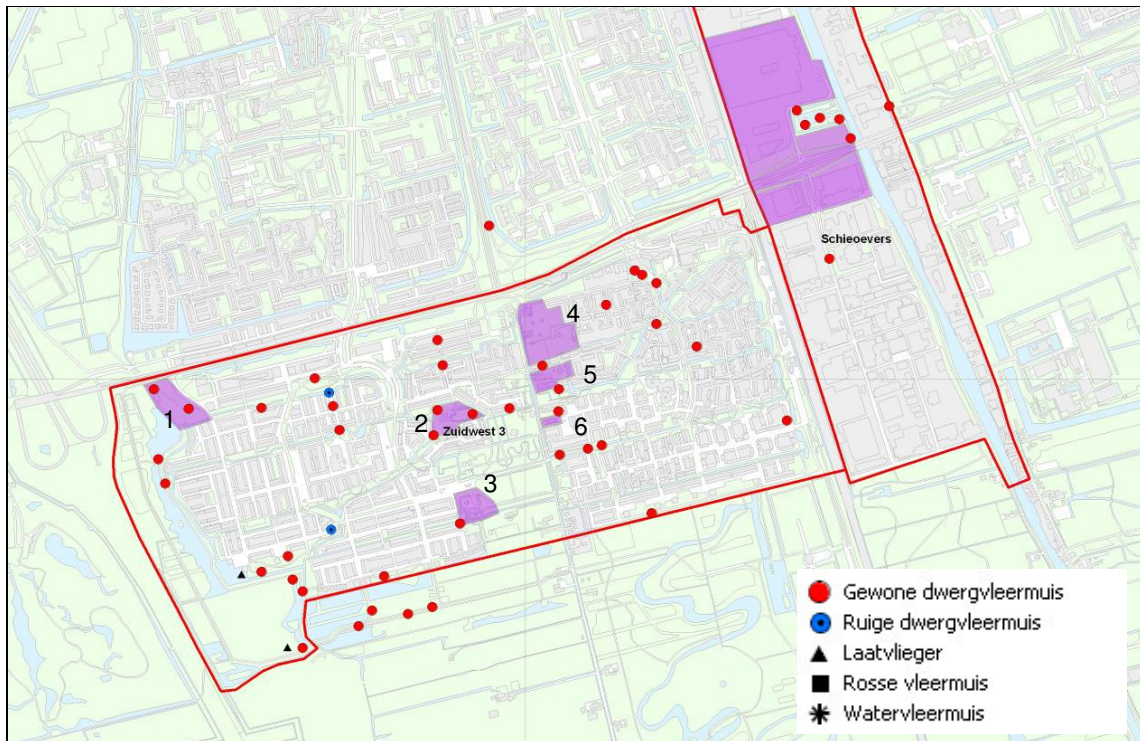 Schieoevers
4
5
1
2
Zuidwest 3
6
3
Gewone dwergvleermuis
Ruige dwergvleermuis
Laatvlieger
Rosse vleermuis
Watervleermuis